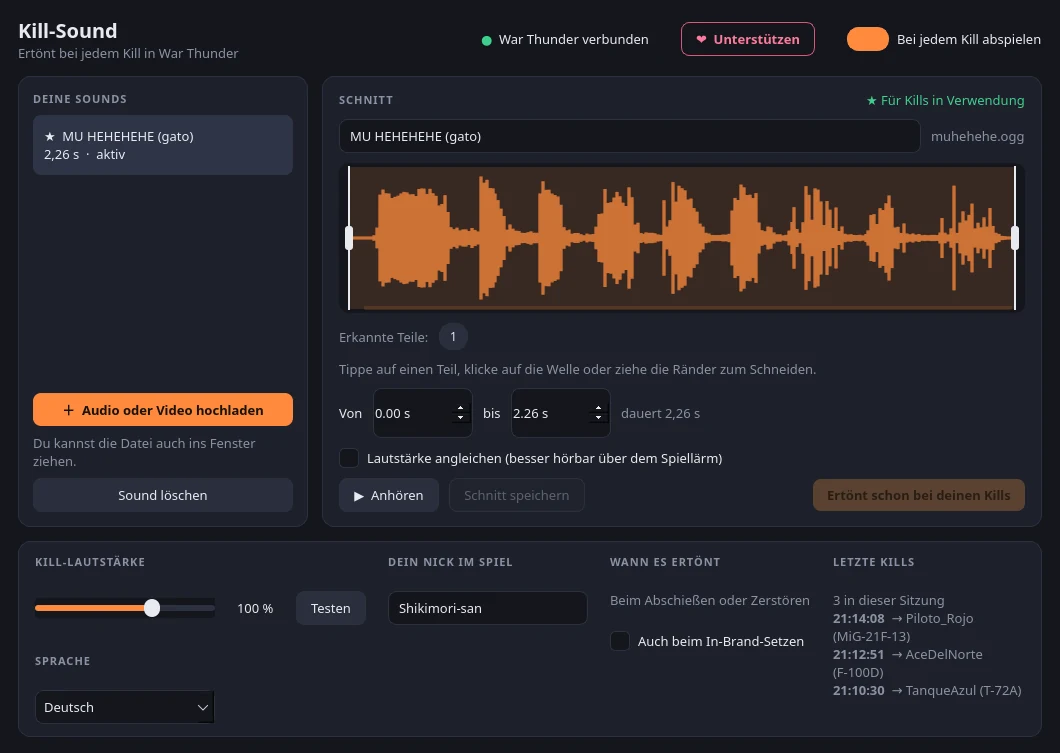 Kill-Sound
Ertönt bei jedem Kill in War Thunder
War Thunder verbunden
❤ Unterstützen
Bei jedem Kill abspielen
DEINE SOUNDS
★ MU HEHEHEHE (gato)
2,26 s · aktiv
+ Audio oder Video hochladen
Du kannst die Datei auch ins Fenster
ziehen.
Sound löschen
SCHNITT
★ Für Kills in Verwendung
MU HEHEHEHE (gato)
muhehehe.ogg
Erkannte Teile: 1
Tippe auf einen Teil, klicke auf die Welle oder ziehe die Ränder zum Schneiden.
Von 0.00 s bis 2.26 s dauert 2,26 s
Lautstärke angleichen (besser hörbar über dem Spiellärm)
▶ Anhören
Schnitt speichern
Ertönt schon bei deinen Kills
KILL-LAUTSTÄRKE
100 %
Testen
SPRACHE
Deutsch
DEIN NICK IM SPIEL
Shikimori-san
WANN ES ERTÖNT
Beim Abschießen oder Zerstören
Auch beim In-Brand-Setzen
LETZTE KILLS
3 in dieser Sitzung
21:14:08 → Piloto_Rojo
(MiG-21F-13)
21:12:51 → AceDelNorte
(F-100D)
21:10:30 → TanqueAzul (T-72A)